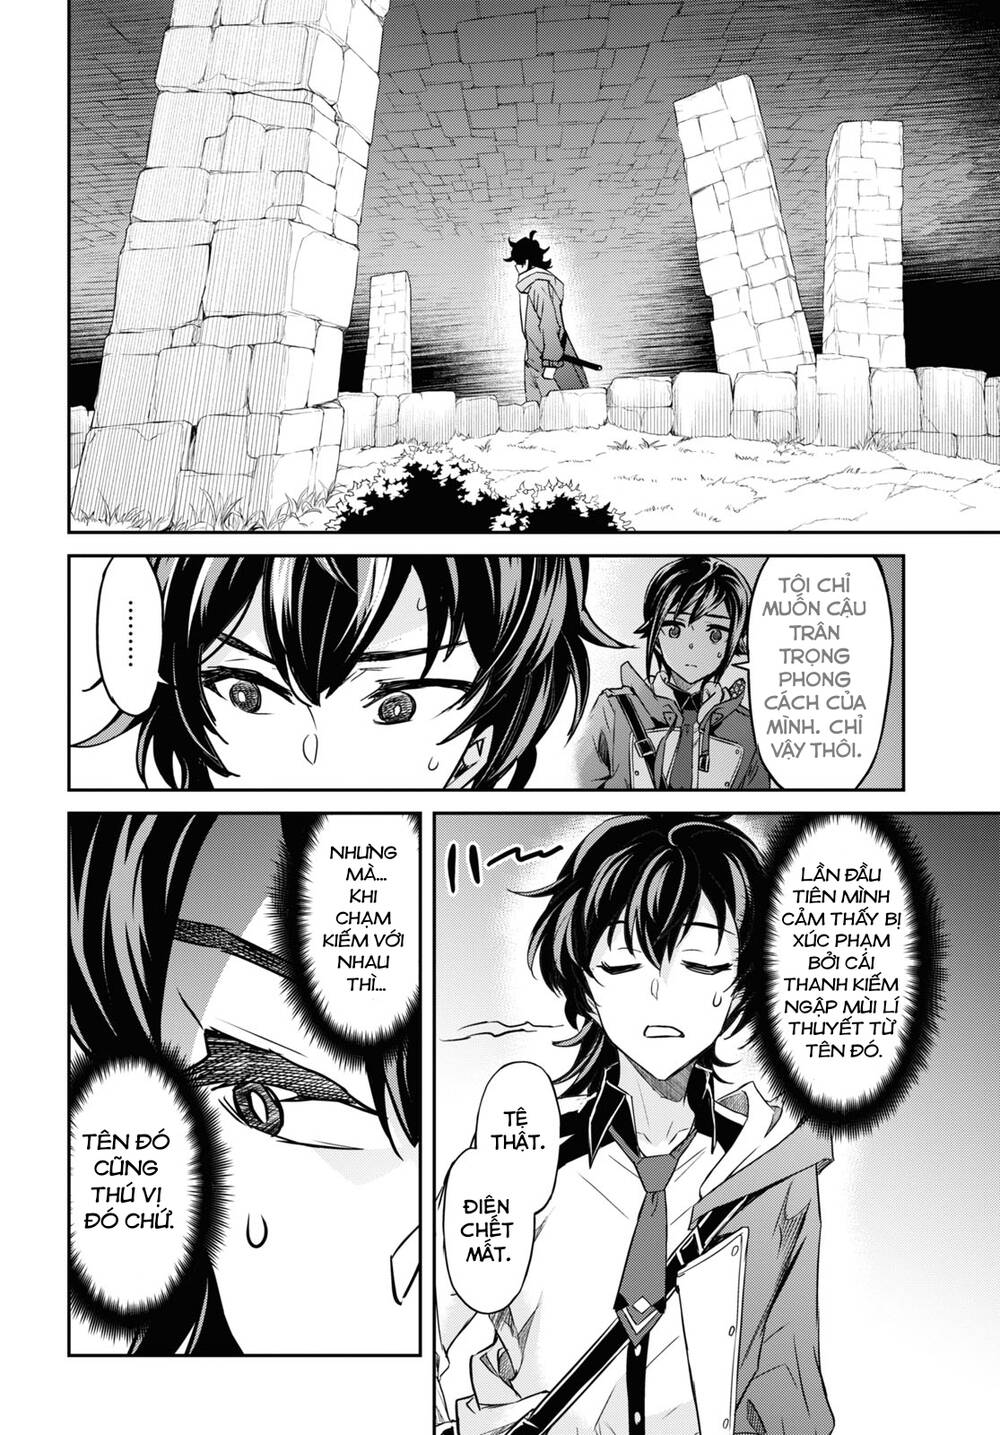 TÔI CHỈ
MUỐN CẬU
TRÂN
TRỌNG
PHONG
CÁCH CỦA
MÌNH. CHỈ
VẬY THÔI.
..........
LẦN ĐẦU
TIÊN MÌNH
CẢM THẤY BỊ
XÚC PHẠM
BỞI CÁI
THANH KIẾM
NGẬP MÙI LÍ
THUYẾT TỪ
TÊN ĐÓ.
TỆ
THẬT.
ĐIÊN
CHẾT
MẤT.
NHƯNG
MÀ...
KHI
CHẠM
KIẾM VỚI
NHAU
THÌ...
TÊN ĐÓ
CŨNG
THÚ VỊ
ĐÓ CHỨ.